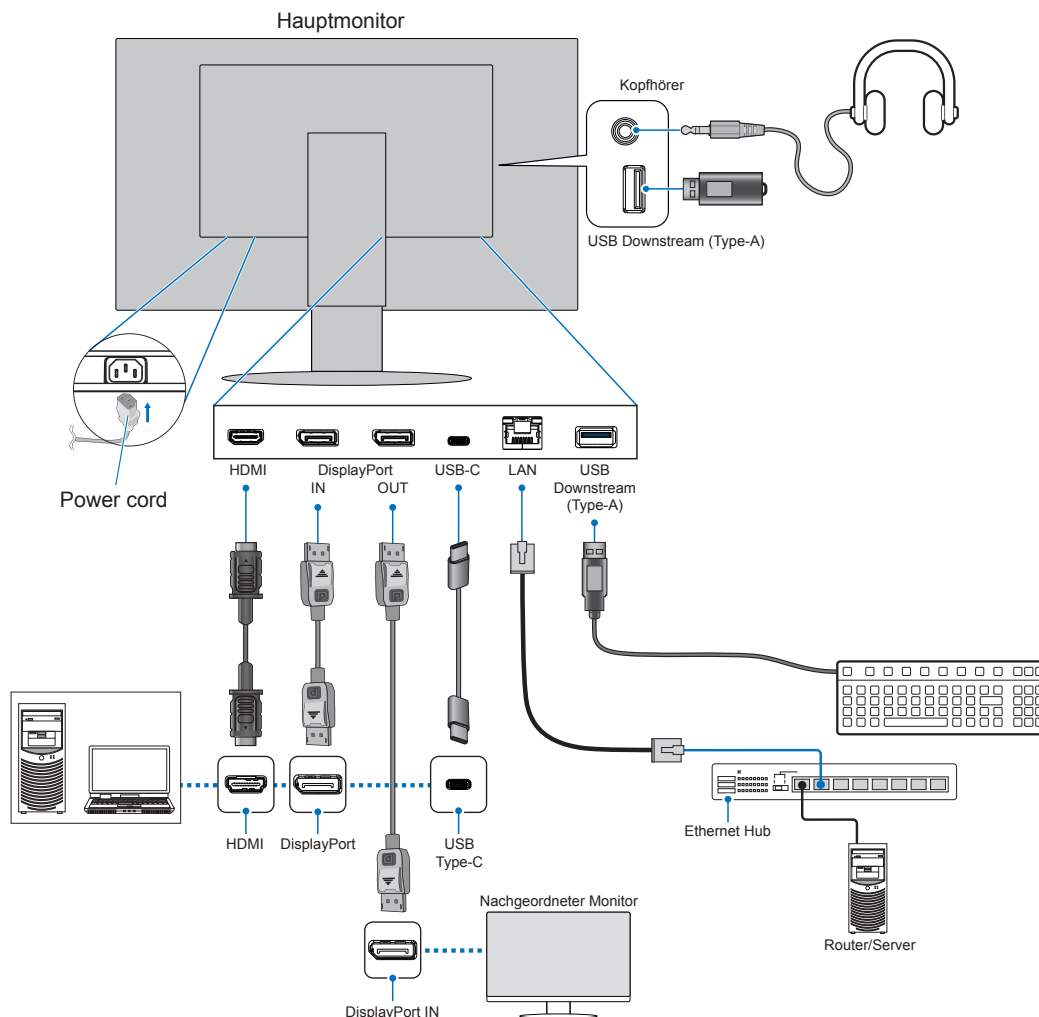 Hauptmonitor
Kopfhörer
USB Downstream (Type-A)
Power cord
HDMI
DisplayPort
IN
OUT
USB-C
LAN
USB
Downstream
(Type-A)
HDMI
DisplayPort
USB
Type-C
Ethernet Hub
Router/Server
Nachgeordneter Monitor
DisplayPort IN